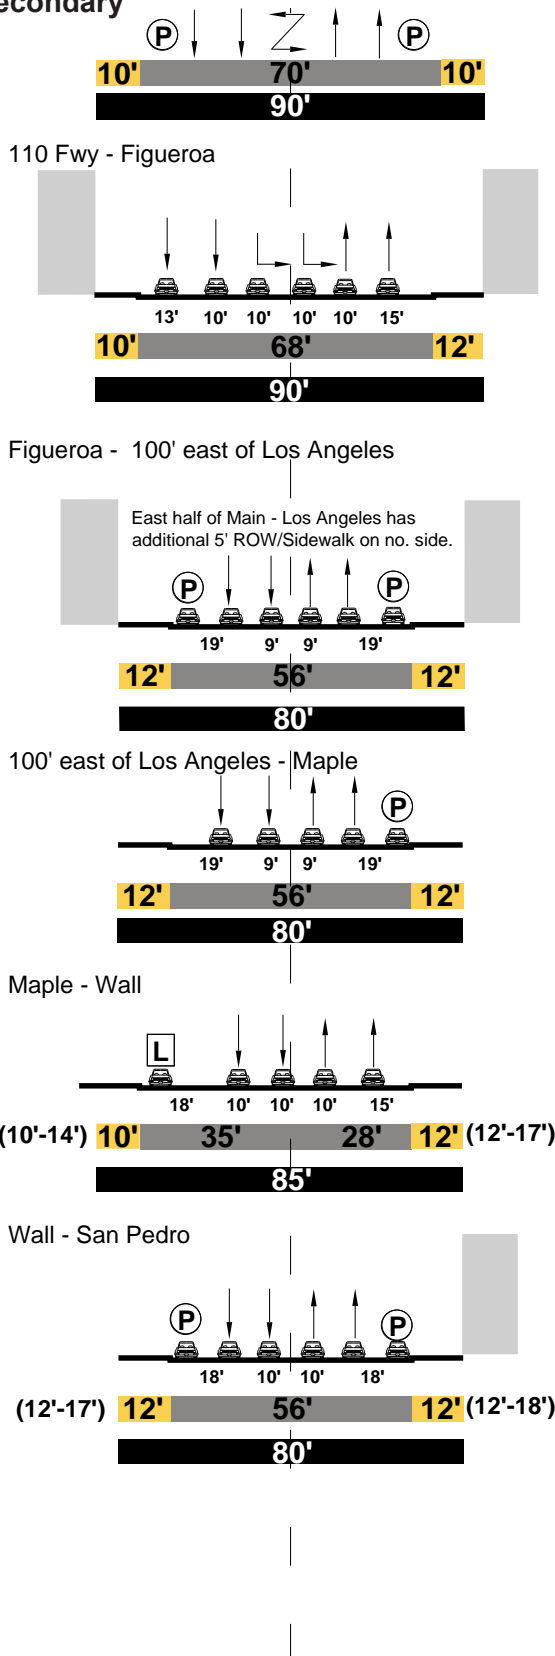 econdary
P P
10' 70' 10'
90'
110 Fwy - Figueroa
13' 10' 10' 10' 10' 15'
10' 68' 12'
90'
Figueroa - 100' east of Los Angeles
East half of Main - Los Angeles has
additional 5' ROW/Sidewalk on no. side.
P P
19' 9' 9' 19'
12' 56' 12'
80'
100' east of Los Angeles - Maple
P
19' 9' 9' 19'
12' 56' 12'
80'
Maple - Wall
L
18' 10' 10' 10' 15'
(10'-14') 10' 35' 28' 12' (12'-17')
85'
Wall - San Pedro
P P
18' 10' 10' 18'
(12'-17') 12' 56' 12' (12'-18')
80'